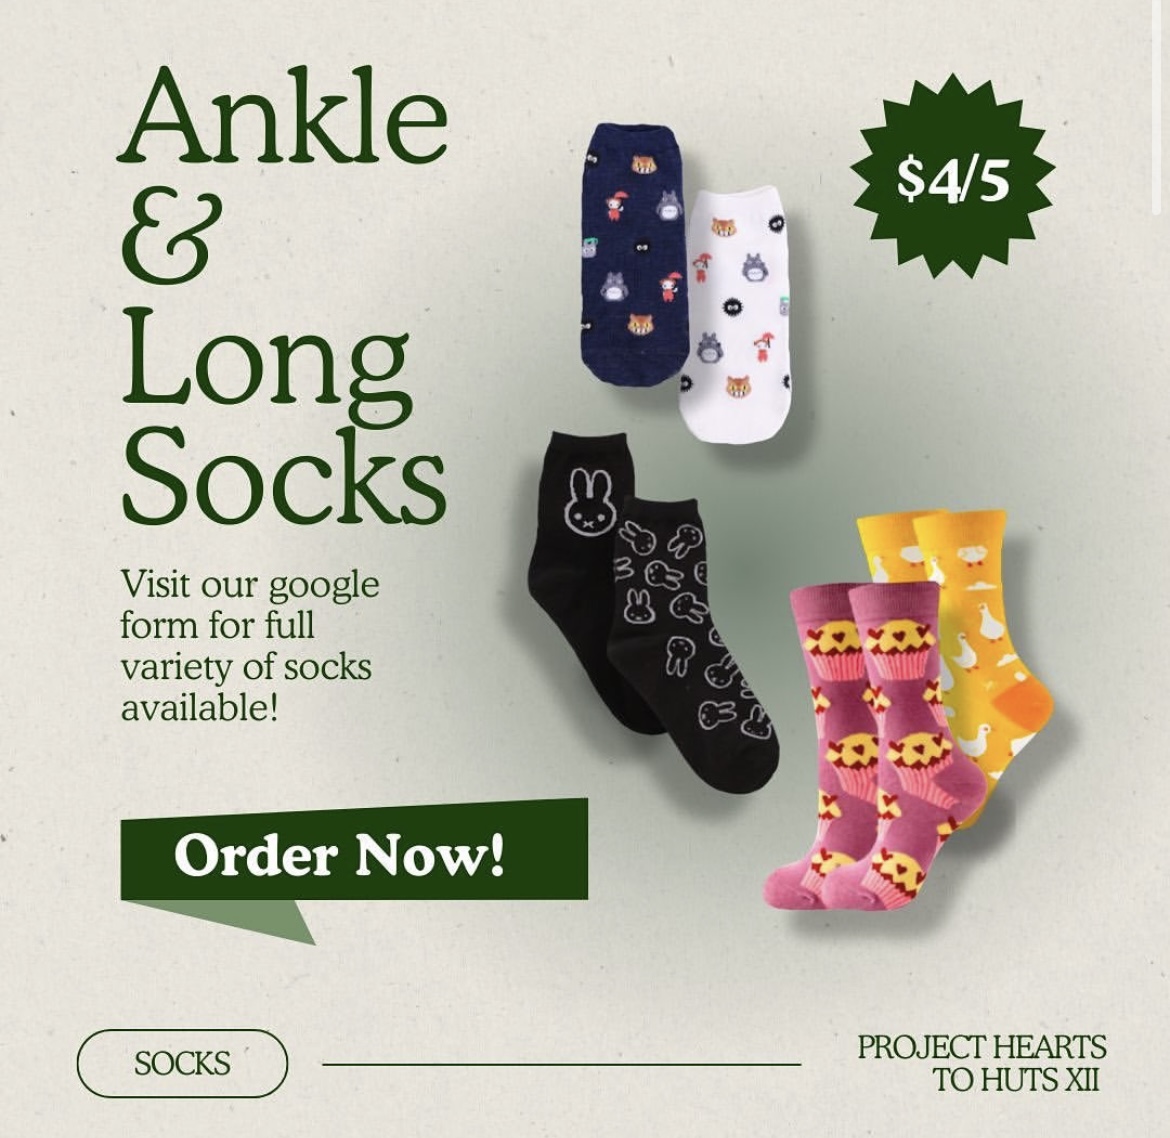 Ankle
&
Long
Socks
$4/5
Visit our google
form for full
variety of socks
available!
Order Now!
SOCKS
PROJECT HEARTS
TO HUTS XII